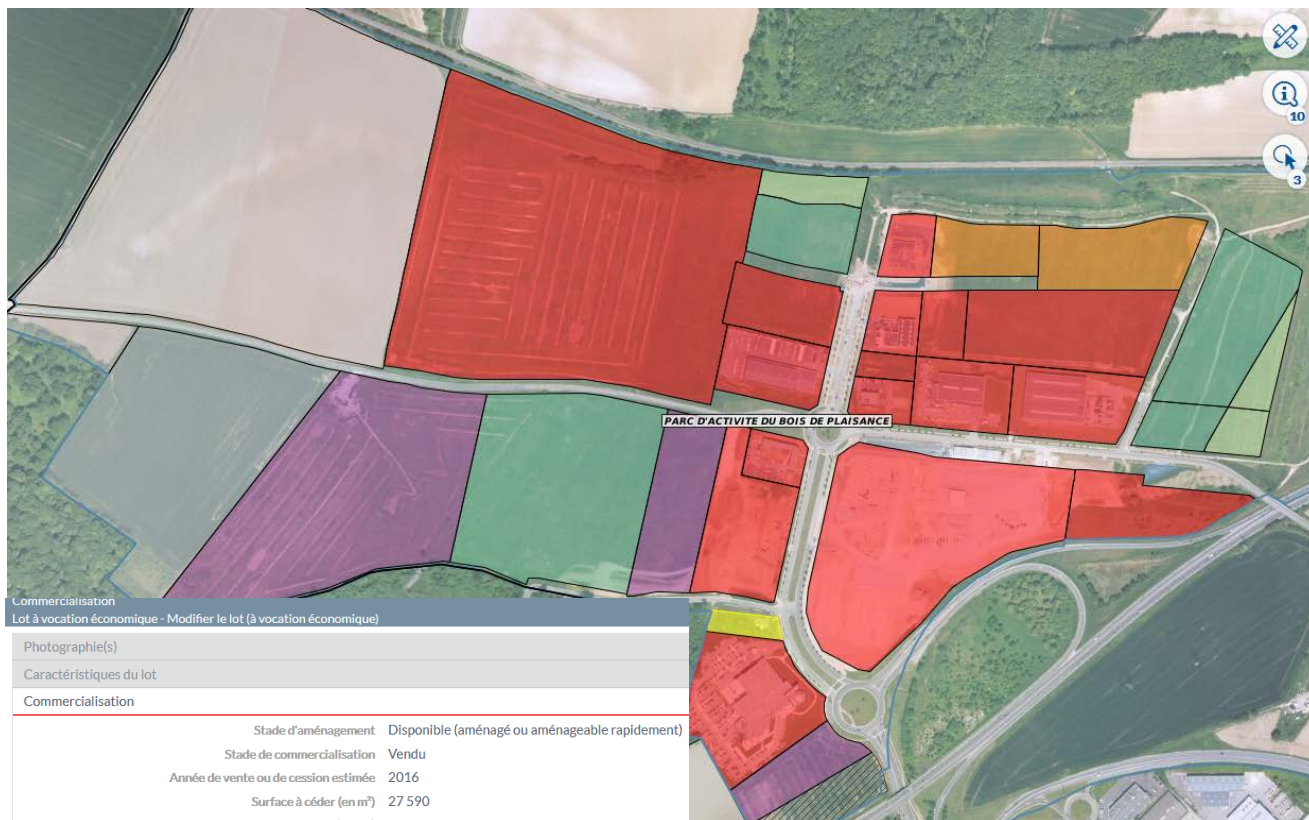 10
3
PARC D'ACTIVITE DU BOIS DE PLAISANCE
Commercialisation
Lot à vocation économique - Modifier le lot (à vocation économique)
Photographie(s)
Caractéristiques du lot
Commercialisation
Stade d'aménagement Disponible (aménagé ou aménageable rapidement)
Stade de commercialisation Vendu
Année de vente ou de cession estimée 2016
Surface à céder (en m²) 27 590